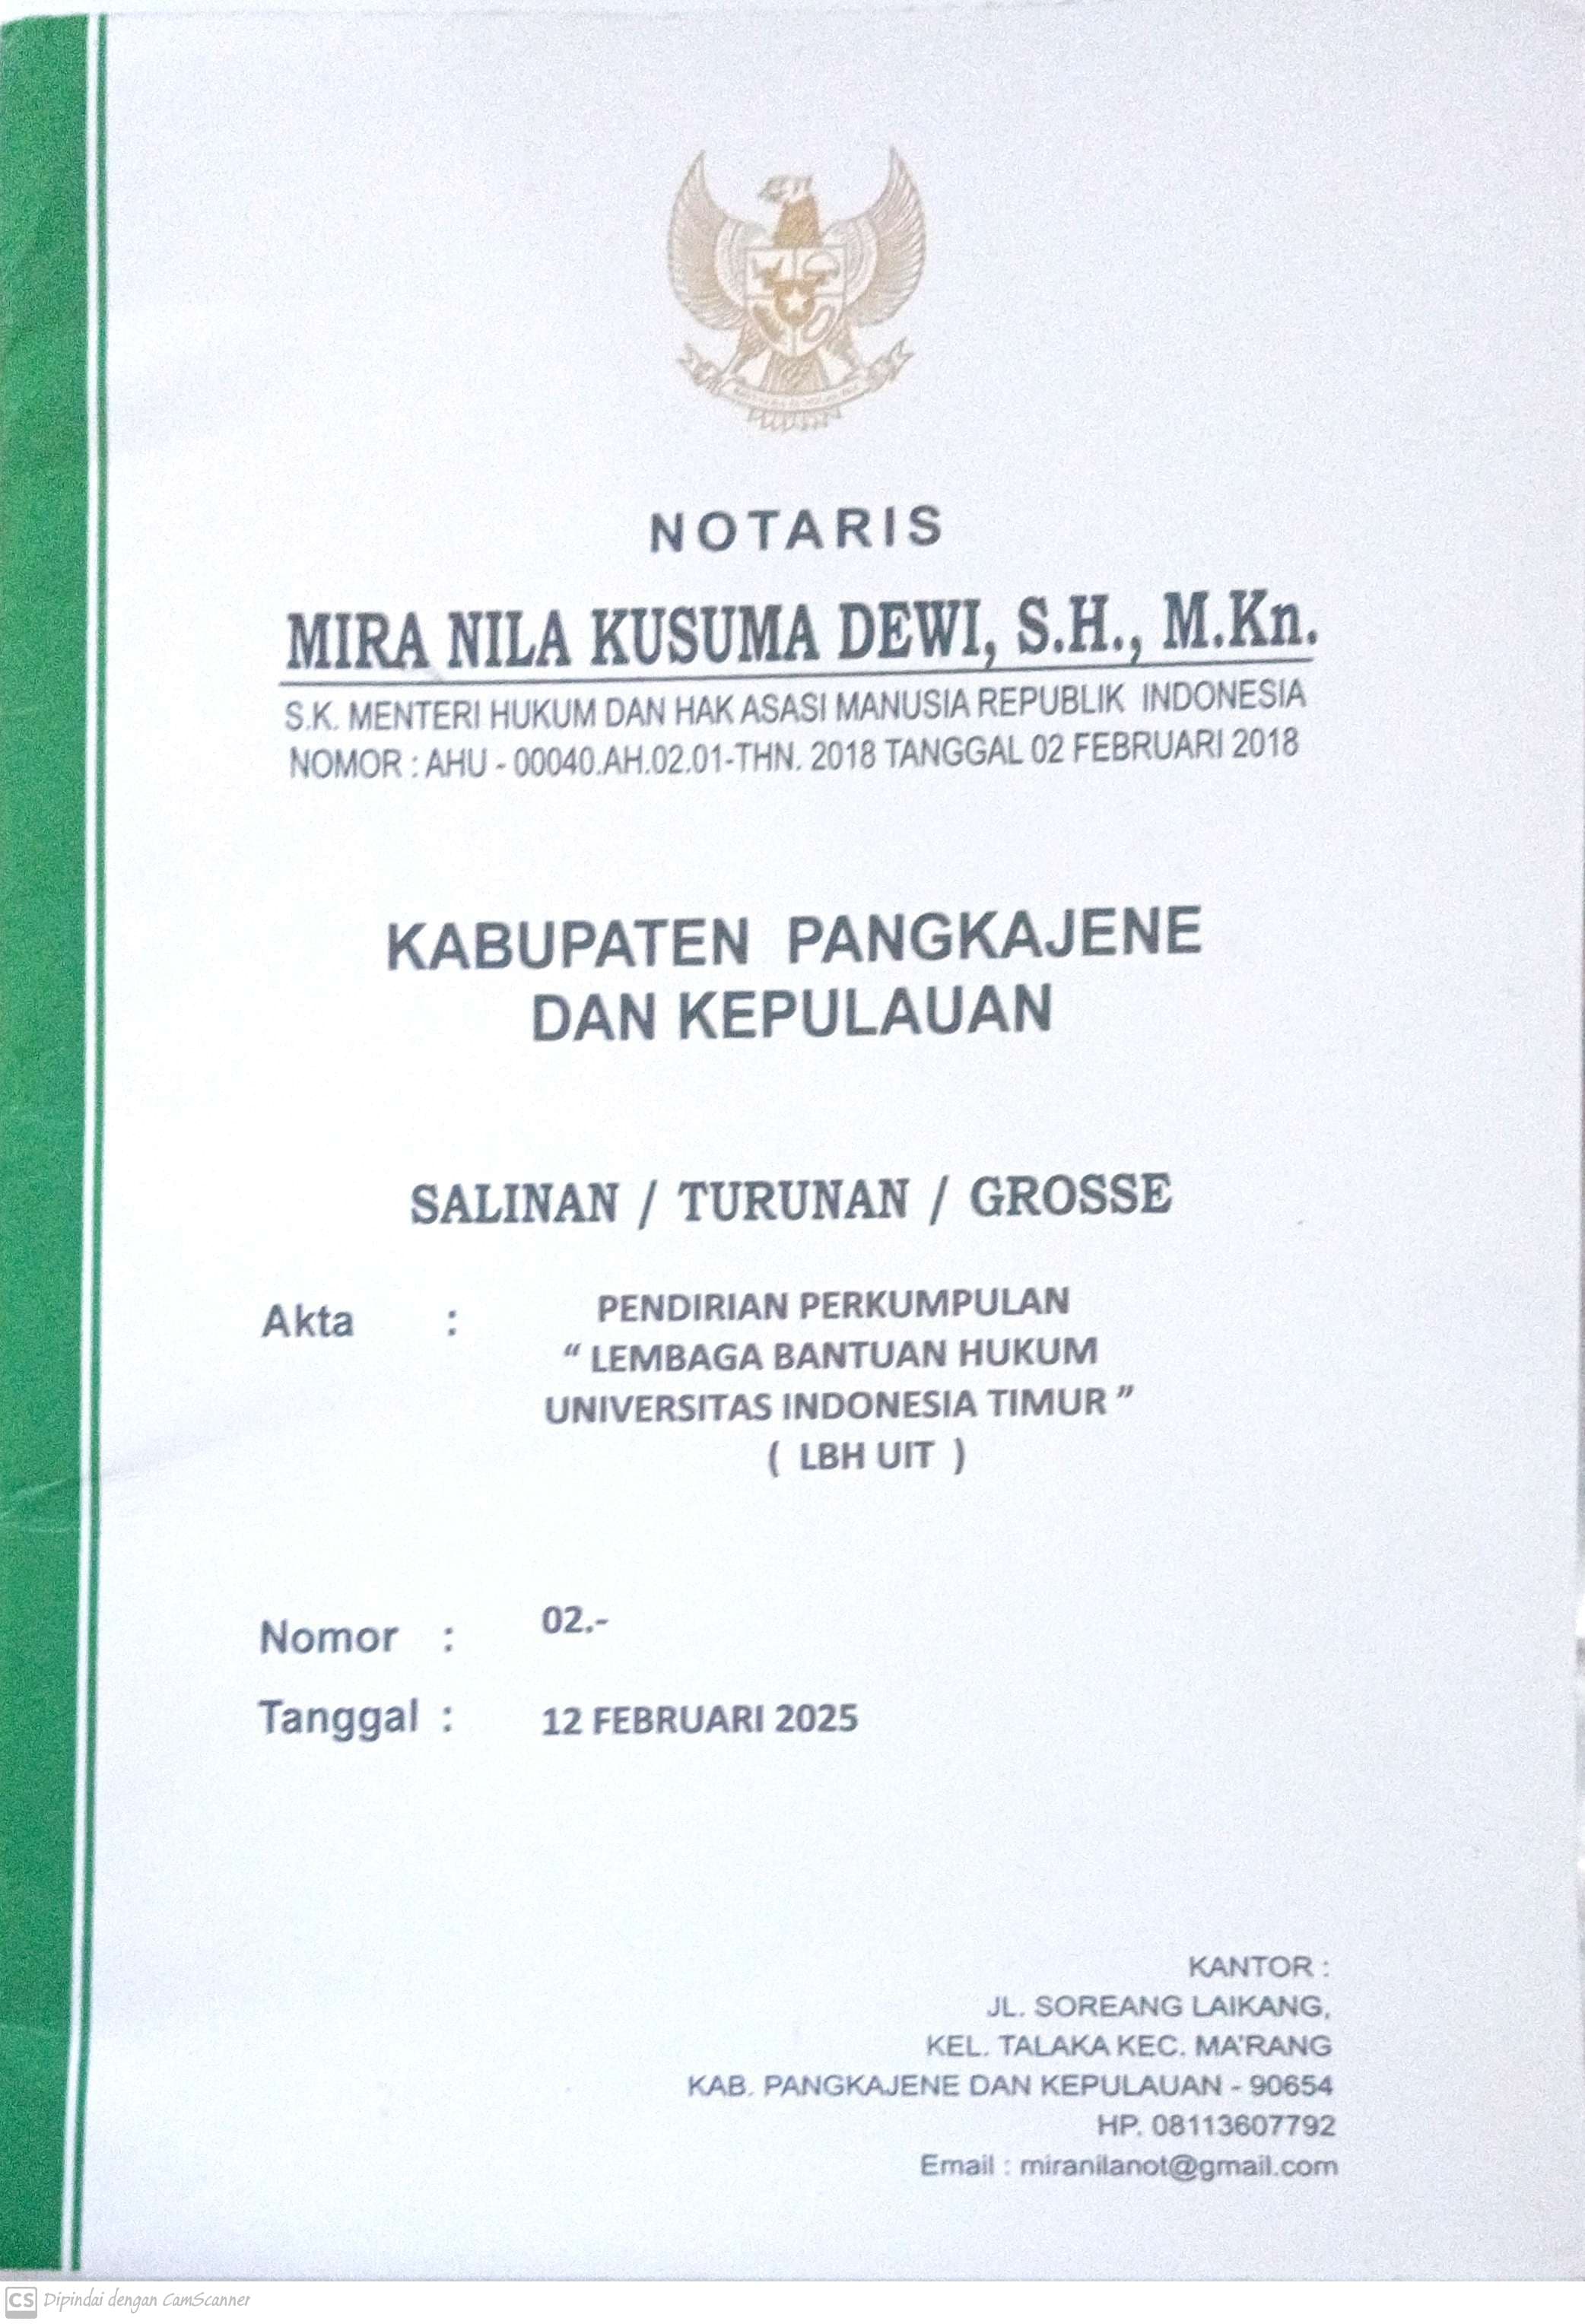 NOTARIS
MIRA NILA KUSUMA DEWI, S.H., M.Kn.
S.K. MENTERI HUKUM DAN HAK ASASI MANUSIA REPUBLIK INDONESIA
NOMOR : AHU - 00040.AH.02.01-THN. 2018 TANGGAL 02 FEBRUARI 2018
KABUPATEN PANGKAJENE
DAN KEPULAUAN
SALINAN / TURUNAN / GROSSE
Akta : PENDIRIAN PERKUMPULAN
“ LEMBAGA BANTUAN HUKUM
UNIVERSITAS INDONESIA TIMUR ”
( LBH UIT )
Nomor : 02.-
Tanggal : 12 FEBRUARI 2025
KANTOR :
JL. SOREANG LAIKANG,
KEL. TALAKA KEC. MA'RANG
KAB. PANGKAJENE DAN KEPULAUAN - 90654
HP. 08113607792
Email : miranilanot@gmail.com
CS Dipindai dengan CamScanner